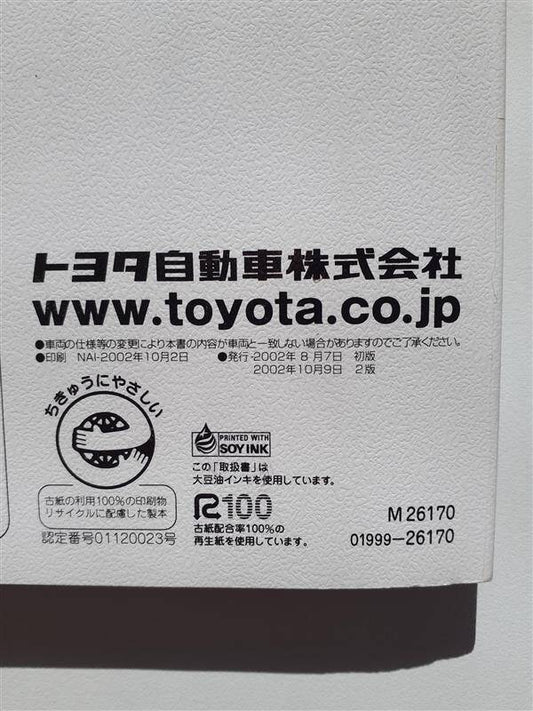 トヨタ自動車株式会社
www.toyota.co.jp
●車両の仕様等の変更により本書の内容が車両と一致しない場合がありますのでご了承ください。
●印刷 NAI-2002年10月2日 ●発行-2002年 8月7日 初版
2002年10月9日 2版
ちきゅうにやさしい
古紙の利用100%の印刷物
リサイクルに配慮した製本
認定番号01120023号
PRINTED WITH
SOY INK
この「取扱書」は
大豆油インキを使用しています。
R100
古紙配合率100%の
再生紙を使用しています。
M 26170
01999-26170